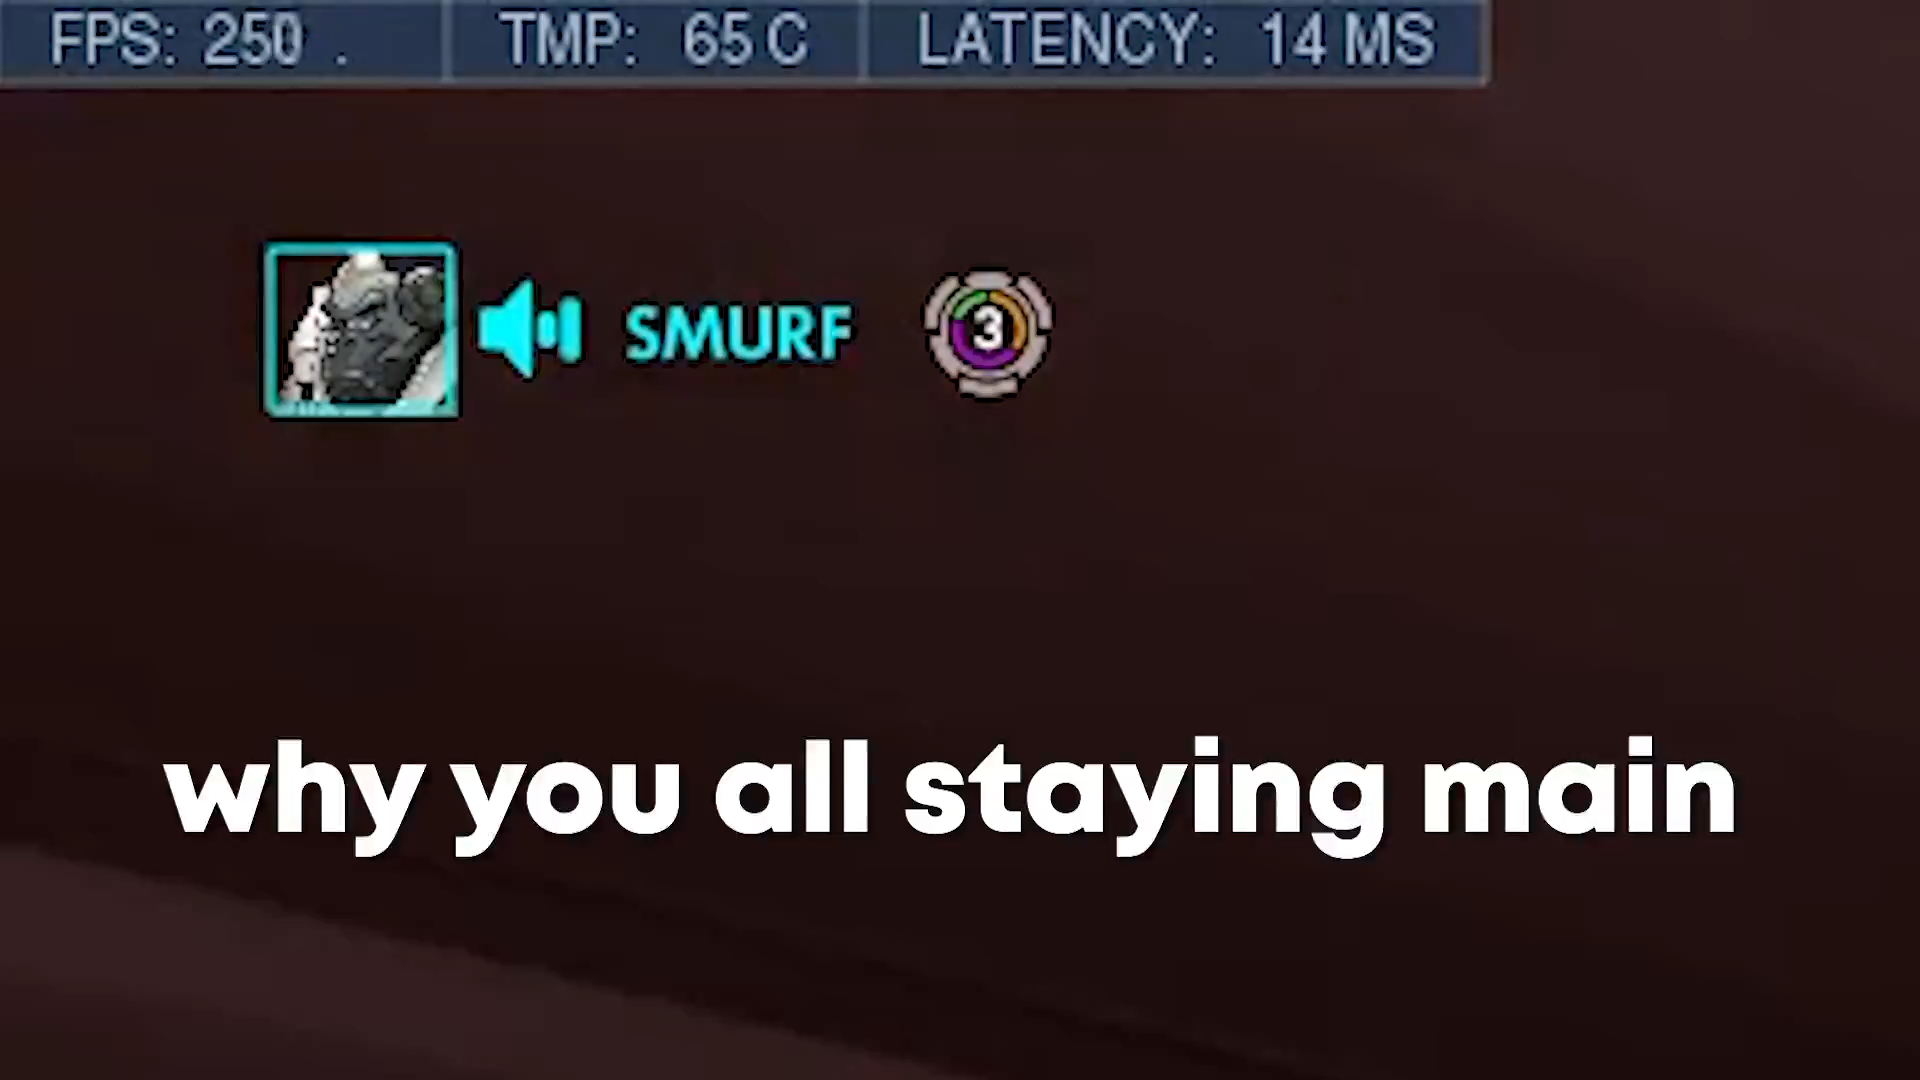 FPS: 250 . TMP: 65 C LATENCY: 14 MS
SMURF 3
why you all staying main